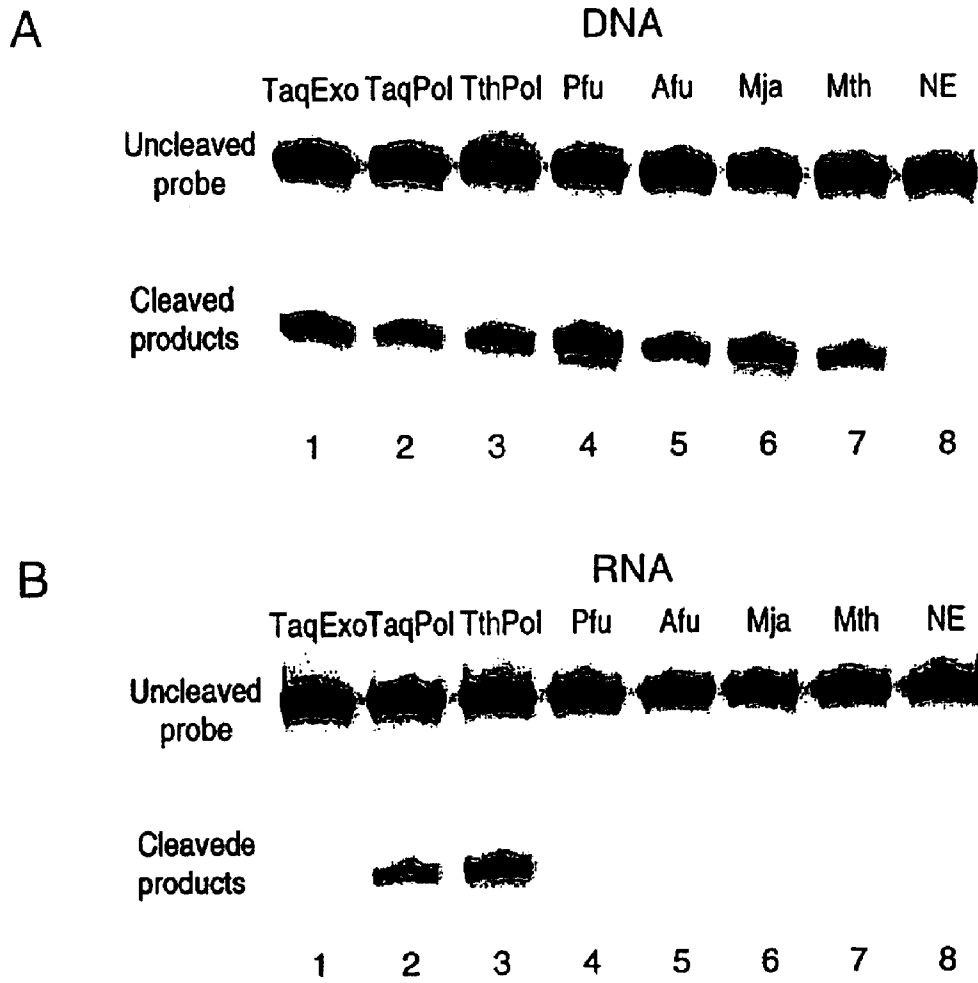 A
DNA
TaqExo TaqPol TthPol Pfu Afu Mja Mth NE
Uncleaved
probe
Cleaved
products
1 2 3 4 5 6 7 8
B
RNA
TaqExoTaqPol TthPol Pfu Afu Mja Mth NE
Uncleaved
probe
Cleavede
products
1 2 3 4 5 6 7 8